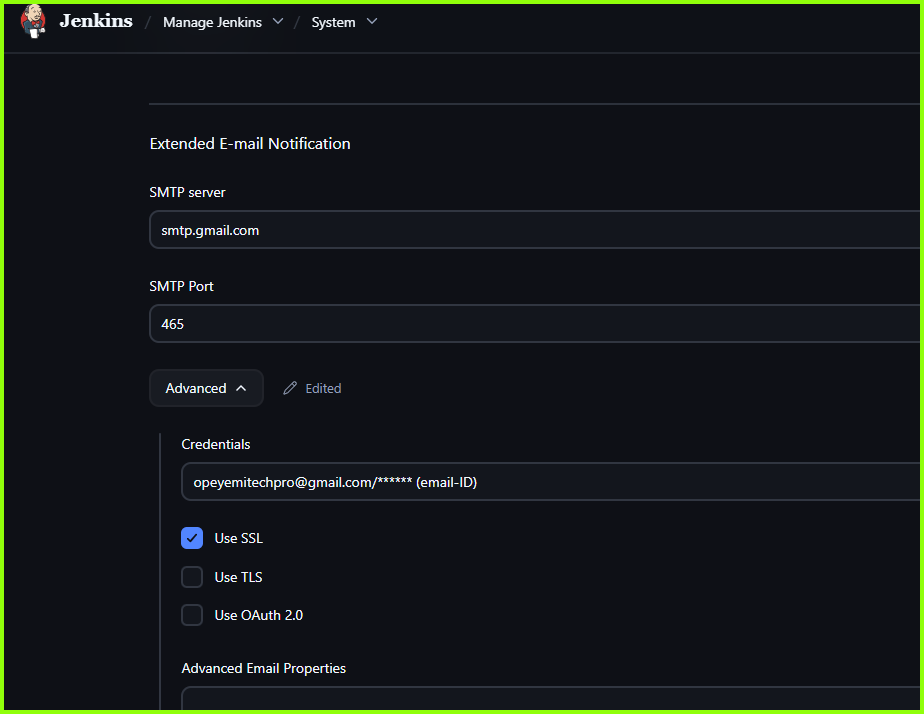 Jenkins / Manage Jenkins / System
Extended E-mail Notification
SMTP server
smtp.gmail.com
SMTP Port
465
Advanced Edited
Credentials
opeyemitechpro@gmail.com/****** (email-ID)
Use SSL
Use TLS
Use OAuth 2.0
Advanced Email Properties